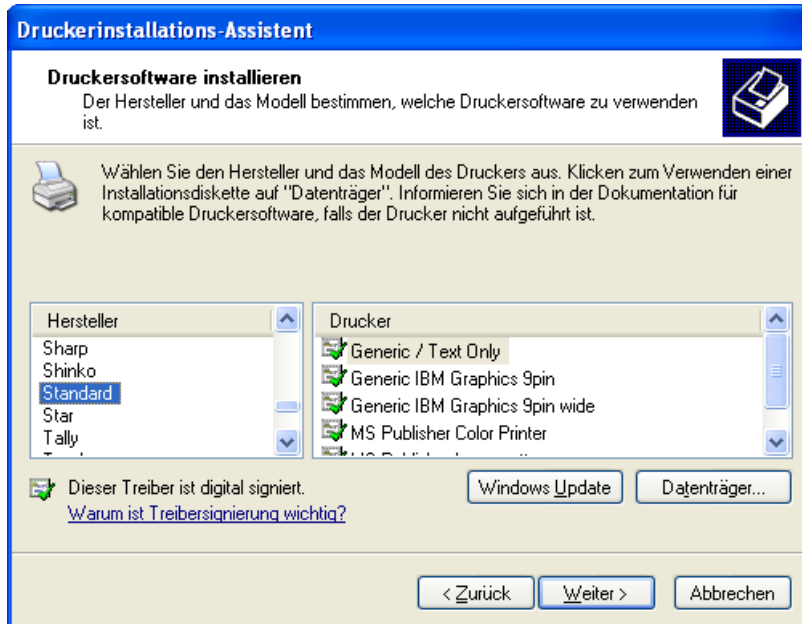 Druckerinstallations-Assistent
Druckersoftware installieren
Der Hersteller und das Modell bestimmen, welche Druckersoftware zu verwenden
ist.
Wählen Sie den Hersteller und das Modell des Druckers aus. Klicken zum Verwenden einer
Installationsdiskette auf "Datenträger". Informieren Sie sich in der Dokumentation für
kompatible Druckersoftware, falls der Drucker nicht aufgeführt ist.
Hersteller
Sharp
Shinko
Standard
Star
Tally
Drucker
Generic / Text Only
Generic IBM Graphics 9pin
Generic IBM Graphics 9pin wide
MS Publisher Color Printer
Dieser Treiber ist digital signiert.
Warum ist Treibersignierung wichtig?
Windows Update
Datenträger...
< Zurück
Weiter >
Abbrechen